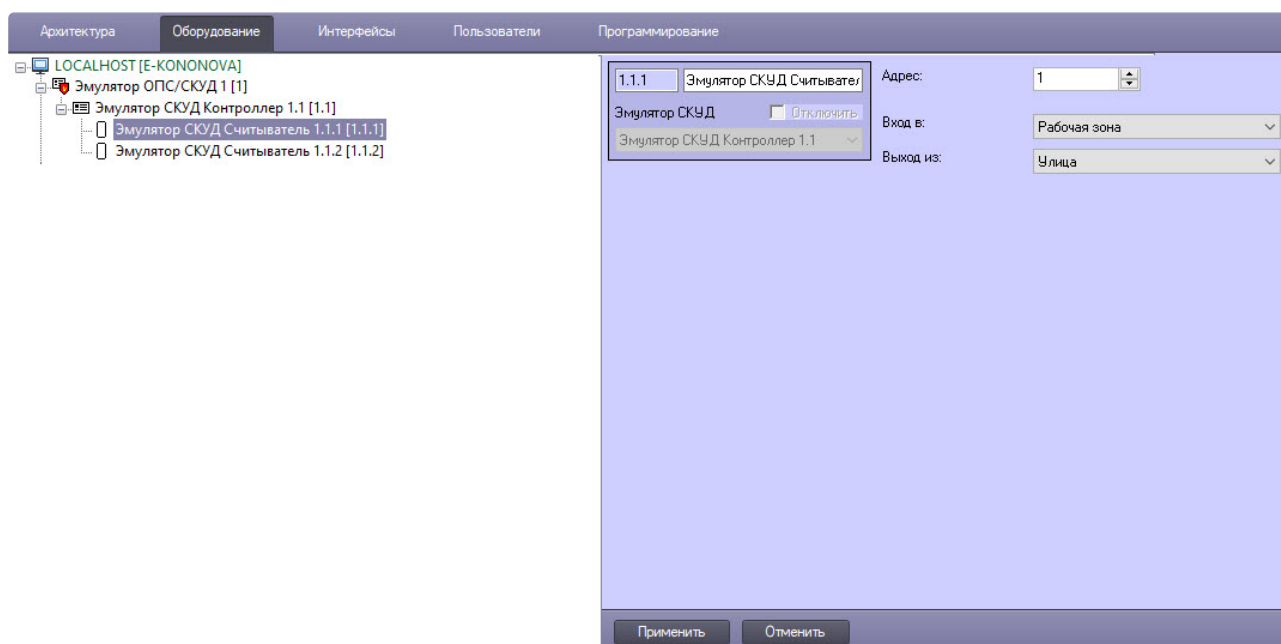 Архитектура Оборудование Интерфейсы Пользователи Программирование
LOCALHOST [E-KONONOVA]
Эмулятор ОПС/СКУД 1 [1]
Эмулятор СКУД Контроллер 1.1 [1.1]
Эмулятор СКУД Считыватель 1.1.1 [1.1.1]
Эмулятор СКУД Считыватель 1.1.2 [1.1.2]
1.1.1 Эмулятор СКУД Считывател
Эмулятор СКУД Отключить
Эмулятор СКУД Контроллер 1.1
Адрес: 1
Вход в: Рабочая зона
Выход из: Улица
Применить Отменить